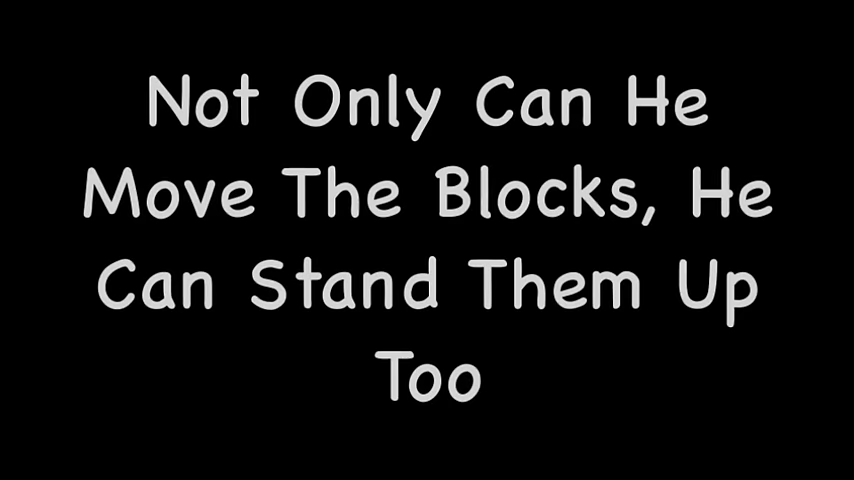 Not Only Can He
Move The Blocks, He
Can Stand Them Up
Too